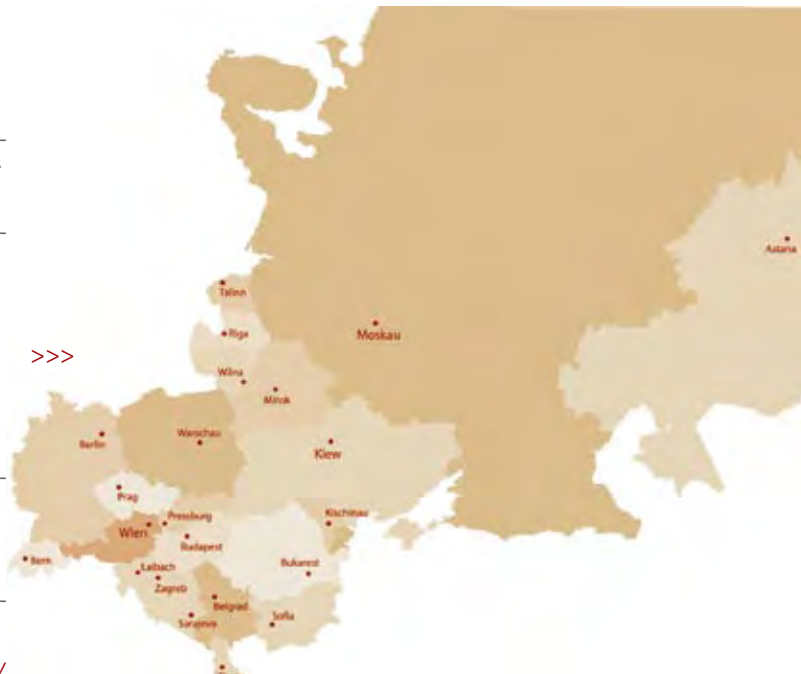 Astana
Talinn
Riga
Moskau
>>>
Wilna
Minsk
Warschau
Berlin
Kiew
Prag
Pressburg
Kischinau
Wien
Budapest
Bern
Laibach
Bukarest
Zagreb
Belgrad
Sarajevo
Sofia